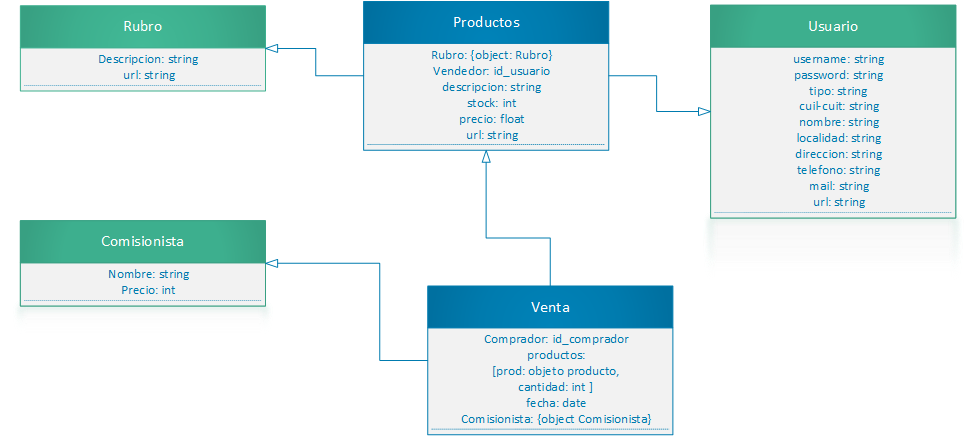 Rubro
Descripcion: string
url: string
Productos
Rubro: {object: Rubro}
Vendedor: id_usuario
descripcion: string
stock: int
precio: float
url: string
Usuario
username: string
password: string
tipo: string
cuil-cuit: string
nombre: string
localidad: string
direccion: string
telefono: string
mail: string
url: string
Comisionista
Nombre: string
Precio: int
Venta
Comprador: id_comprador
productos:
[prod: objeto producto,
cantidad: int ]
fecha: date
Comisionista: {object Comisionista}